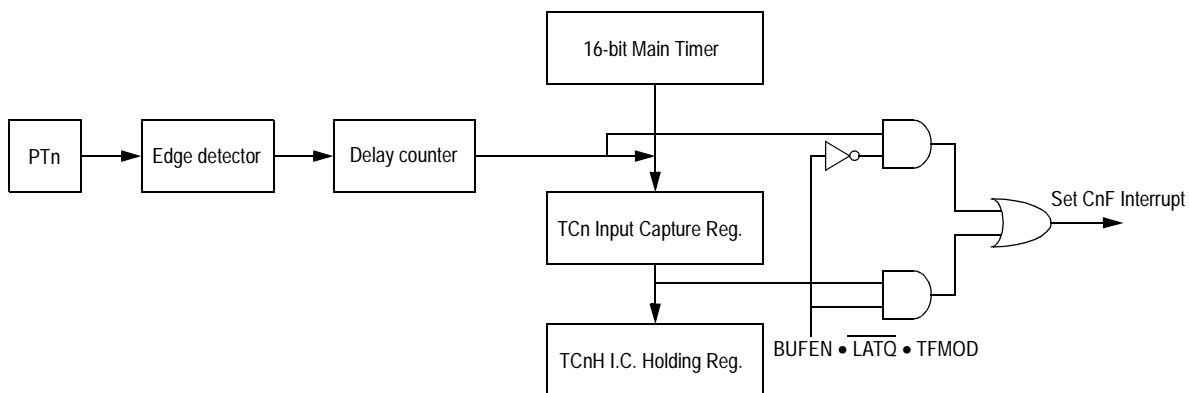 16-bit Main Timer
PTn
Edge detector
Delay counter
Set CnF Interrupt
TCn Input Capture Reg.
BUFEN • L̅A̅T̅Q̅ • TFMOD
TCnH I.C. Holding Reg.